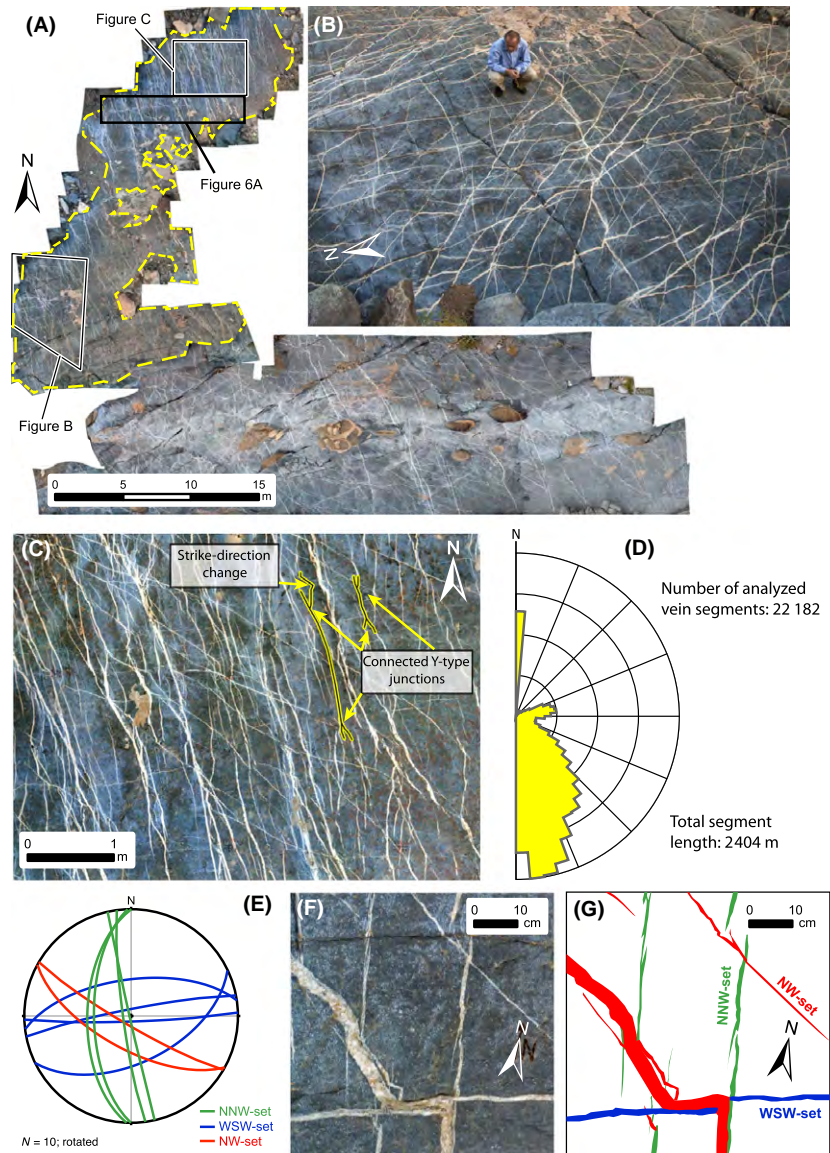 (A)
Figure C
N
Figure 6A
Figure B
0 5 10 15
m
(B)
N
(C)
Strike-direction
change
N
Connected Y-type
junctions
0 1
m
N
(D)
Number of analyzed
vein segments: 22 182
Total segment
length: 2404 m
N
(E)
NNW-set
WSW-set
NW-set
N = 10; rotated
(F)
0 10
cm
N
(G)
0 10
cm
NNW-set
NW-set
N
WSW-set